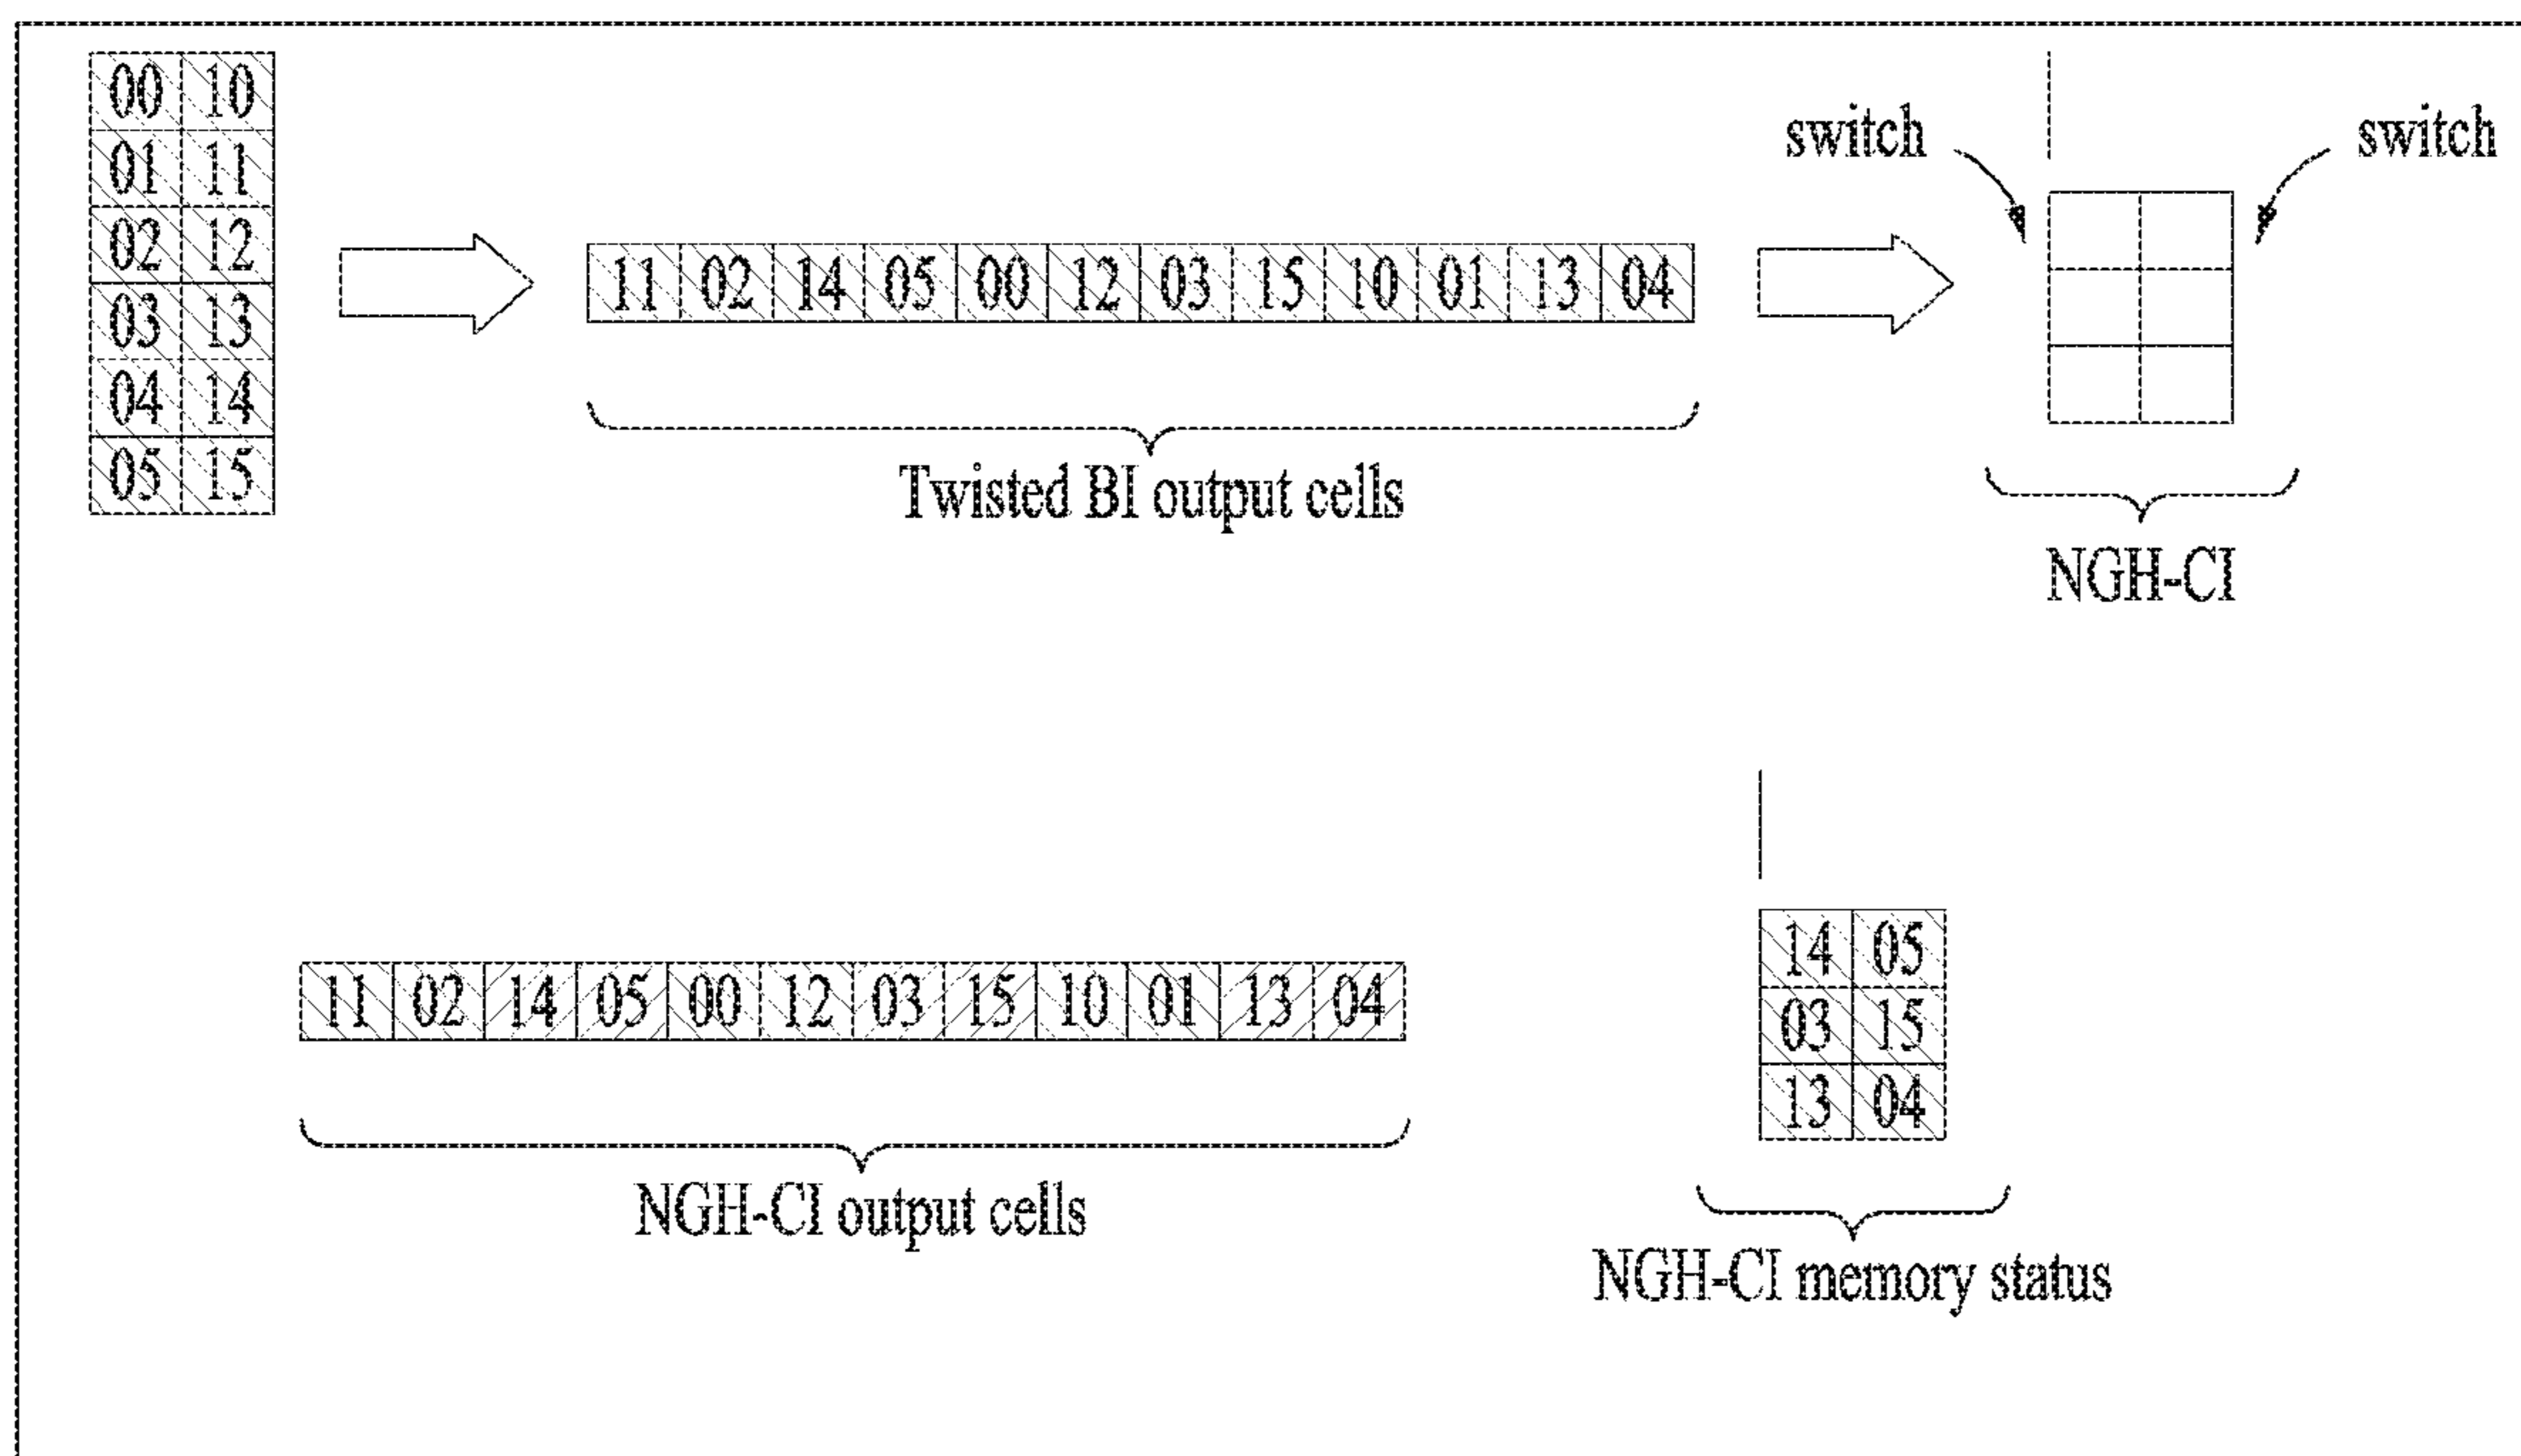 00 10
01 11
02 12
03 13
04 14
05 15
11 02 14 05 00 12 03 15 10 01 13 04
Twisted BI output cells
switch
switch
NGH-CI
11 02 14 05 00 12 03 15 10 01 13 04
NGH-CI output cells
14 05
03 15
13 04
NGH-CI memory status